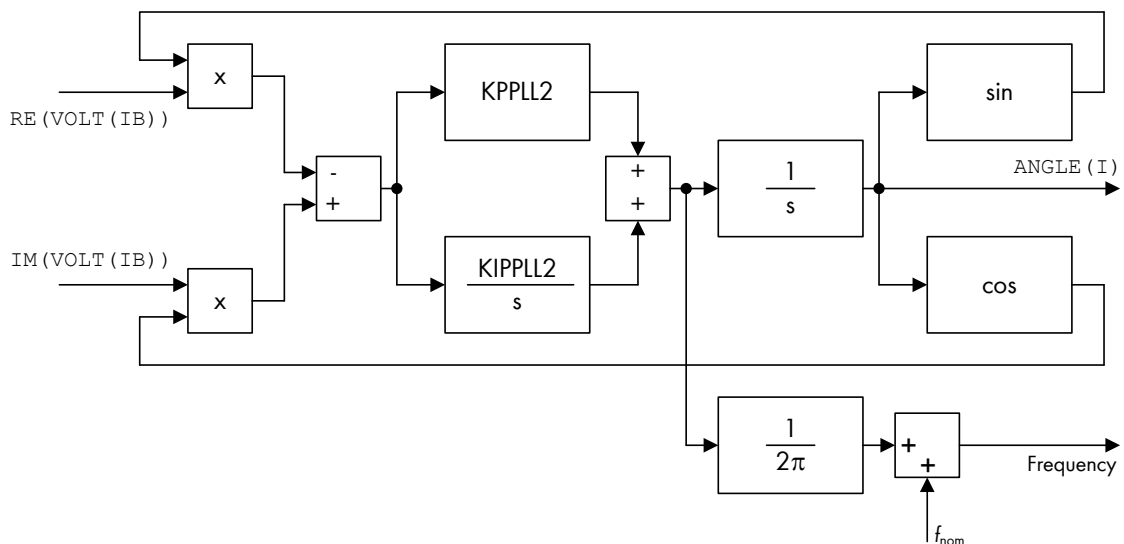 x
RE(VOLT(IB))
KPPLL2
sin
-
+
+
+
1
s
ANGLE(I)
IM(VOLT(IB))
x
KIPPLL2
s
cos
1
2π
+
+
Frequency
fnom